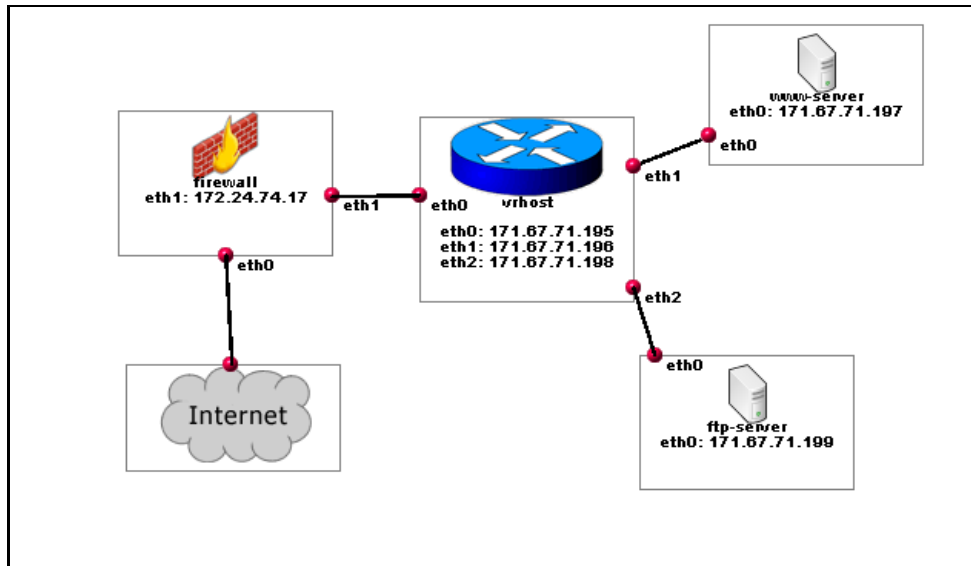 www-server
eth0: 171.67.71.197
eth0
firewall
eth1: 172.24.74.17
eth1
eth0
vrhost
eth0: 171.67.71.195
eth1: 171.67.71.196
eth2: 171.67.71.198
eth1
eth0
eth2
Internet
eth0
ftp-server
eth0: 171.67.71.199